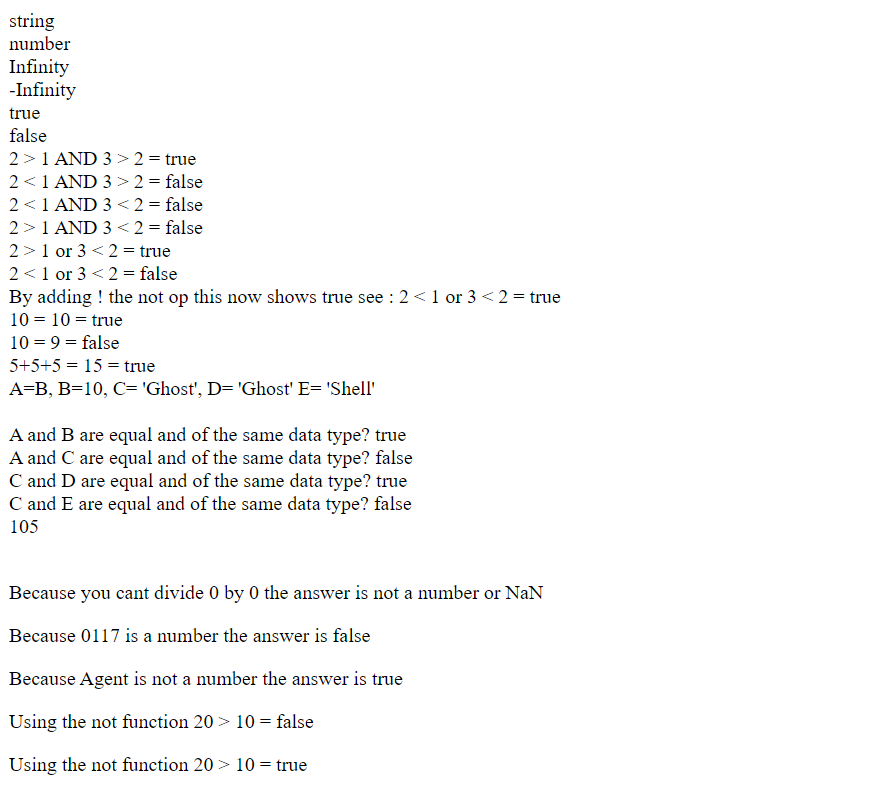 string
number
Infinity
-Infinity
true
false
2 > 1 AND 3 > 2 = true
2 < 1 AND 3 > 2 = false
2 < 1 AND 3 < 2 = false
2 > 1 AND 3 < 2 = false
2 > 1 or 3 < 2 = true
2 < 1 or 3 < 2 = false
By adding ! the not op this now shows true see : 2 < 1 or 3 < 2 = true
10 = 10 = true
10 = 9 = false
5+5+5 = 15 = true
A=B, B=10, C= 'Ghost', D= 'Ghost' E= 'Shell'
A and B are equal and of the same data type? true
A and C are equal and of the same data type? false
C and D are equal and of the same data type? true
C and E are equal and of the same data type? false
105
Because you cant divide 0 by 0 the answer is not a number or NaN
Because 0117 is a number the answer is false
Because Agent is not a number the answer is true
Using the not function 20 > 10 = false
Using the not function 20 > 10 = true